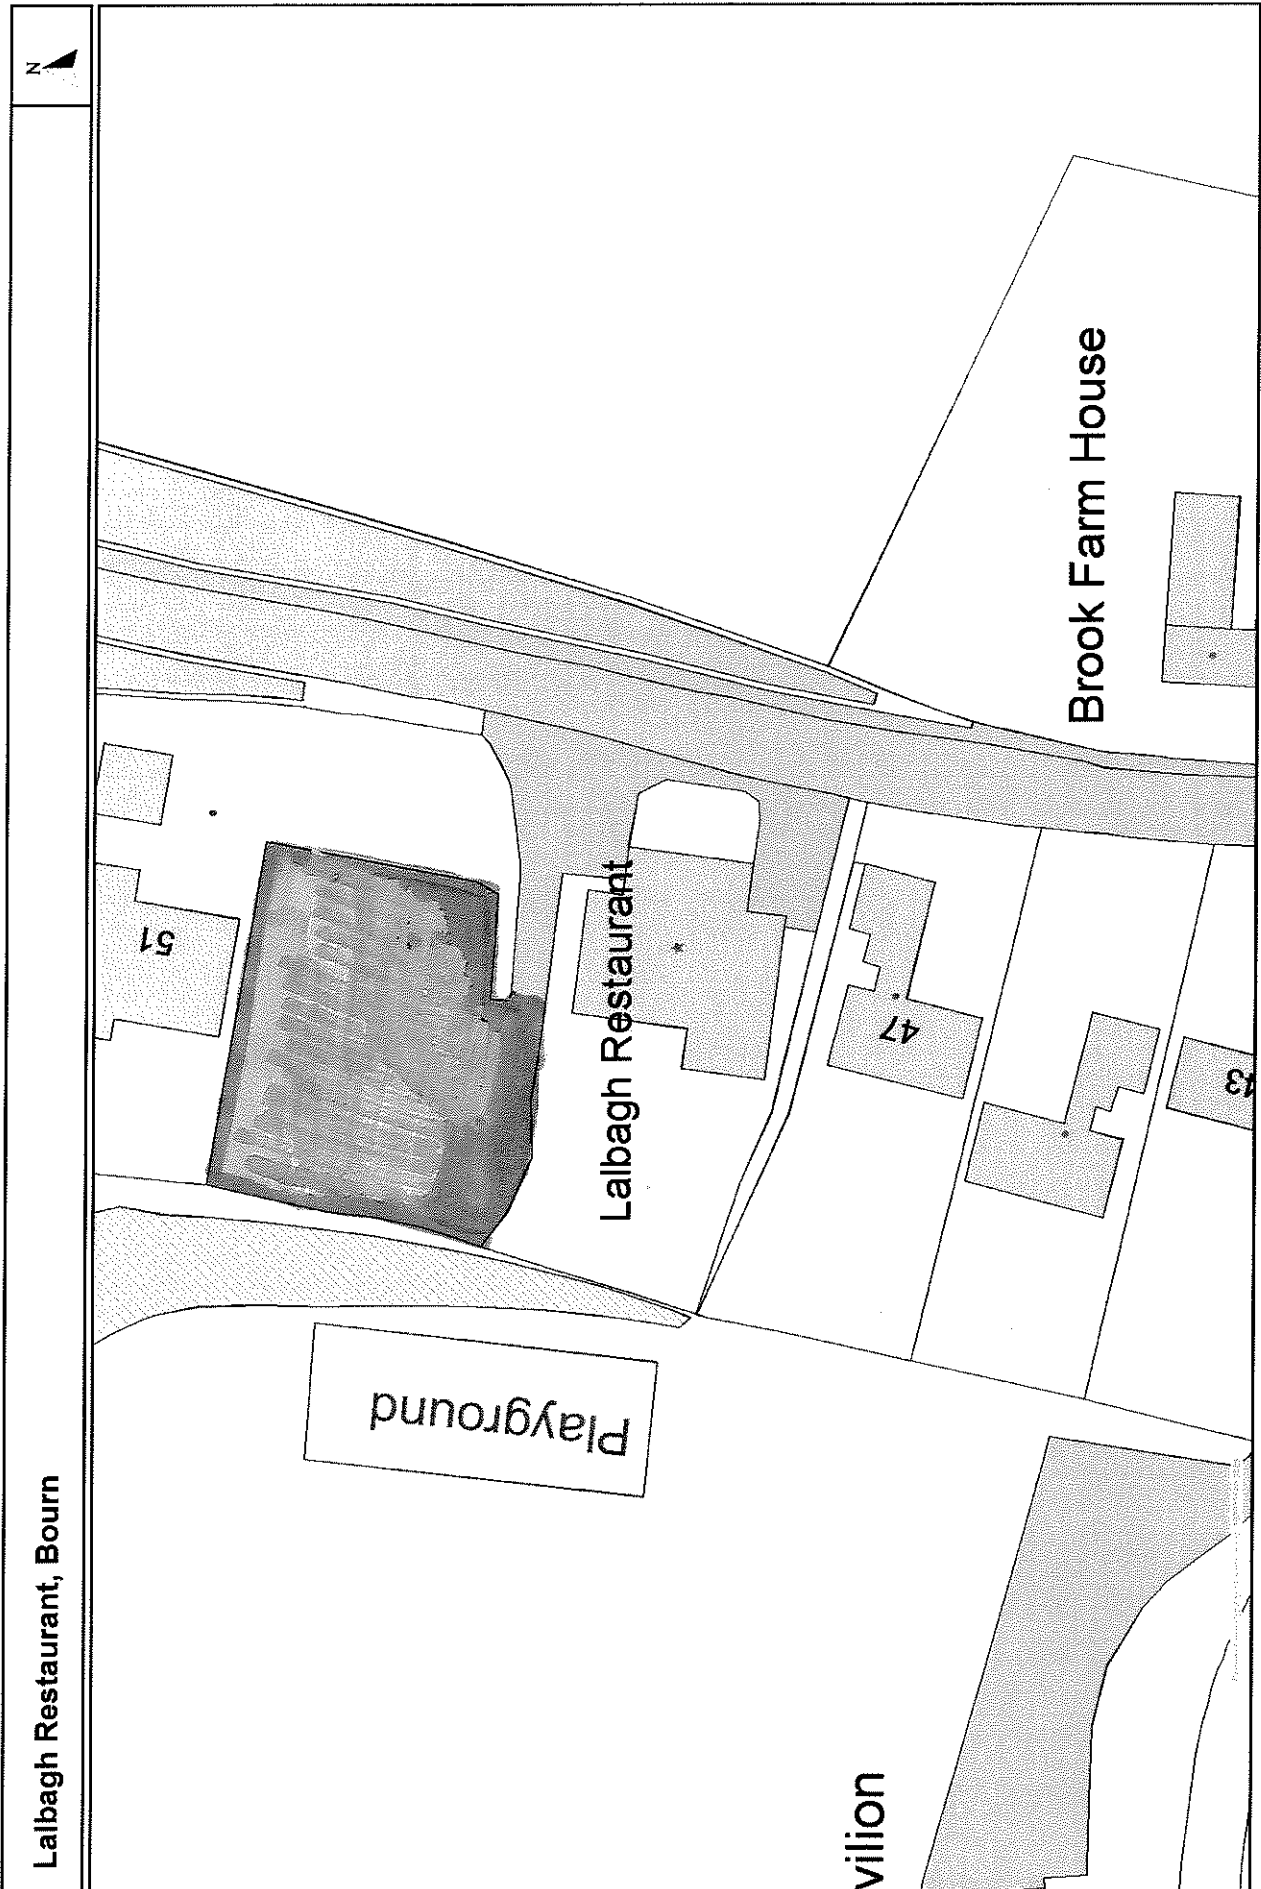 Lalbagh Restaurant, Bourn
N
51
Lalbagh Restaurant
47
43
Brook Farm House
Playground
vilion